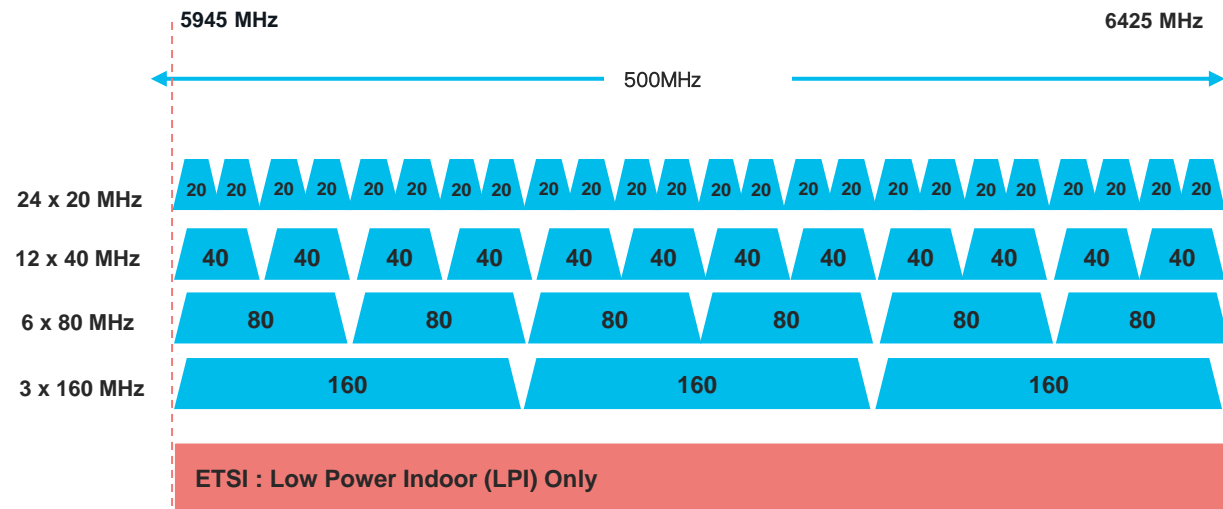 5945 MHz 6425 MHz
500MHz
24 x 20 MHz 20 20 20 20 20 20 20 20 20 20 20 20 20 20 20 20 20 20 20 20 20 20 20 20
12 x 40 MHz 40 40 40 40 40 40 40 40 40 40 40 40
6 x 80 MHz 80 80 80 80 80 80
3 x 160 MHz 160 160 160
ETSI : Low Power Indoor (LPI) Only